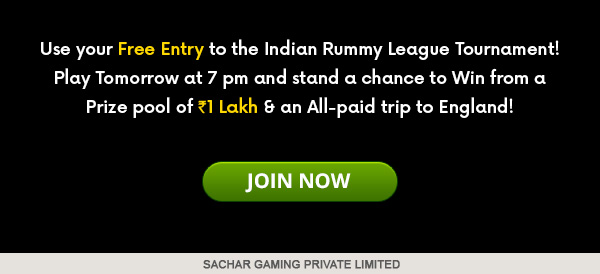 Use your Free Entry to the Indian Rummy League Tournament!
Play Tomorrow at 7 pm and stand a chance to Win from a
Prize pool of ₹1 Lakh & an All-paid trip to England!
JOIN NOW
SACHAR GAMING PRIVATE LIMITED